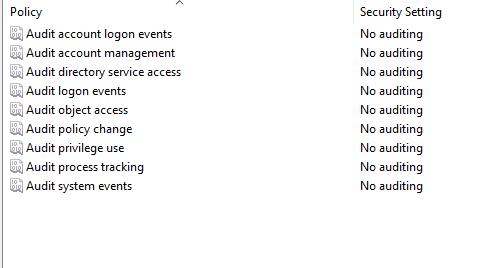 Policy Security Setting
Audit account logon events No auditing
Audit account management No auditing
Audit directory service access No auditing
Audit logon events No auditing
Audit object access No auditing
Audit policy change No auditing
Audit privilege use No auditing
Audit process tracking No auditing
Audit system events No auditing